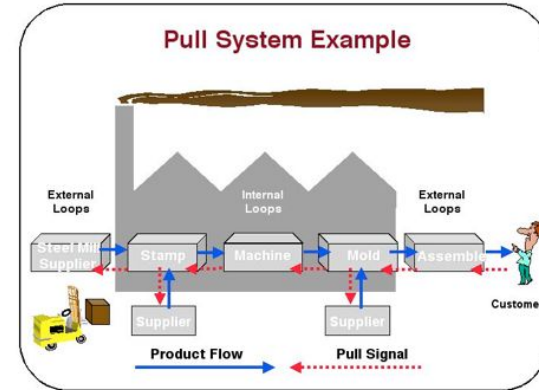 Pull System Example
External
Loops
Internal
Loops
External
Loops
Steel Mill
Supplier
Stamp
Machine
Mold
Assemble
Customer
Supplier
Supplier
Product Flow
Pull Signal